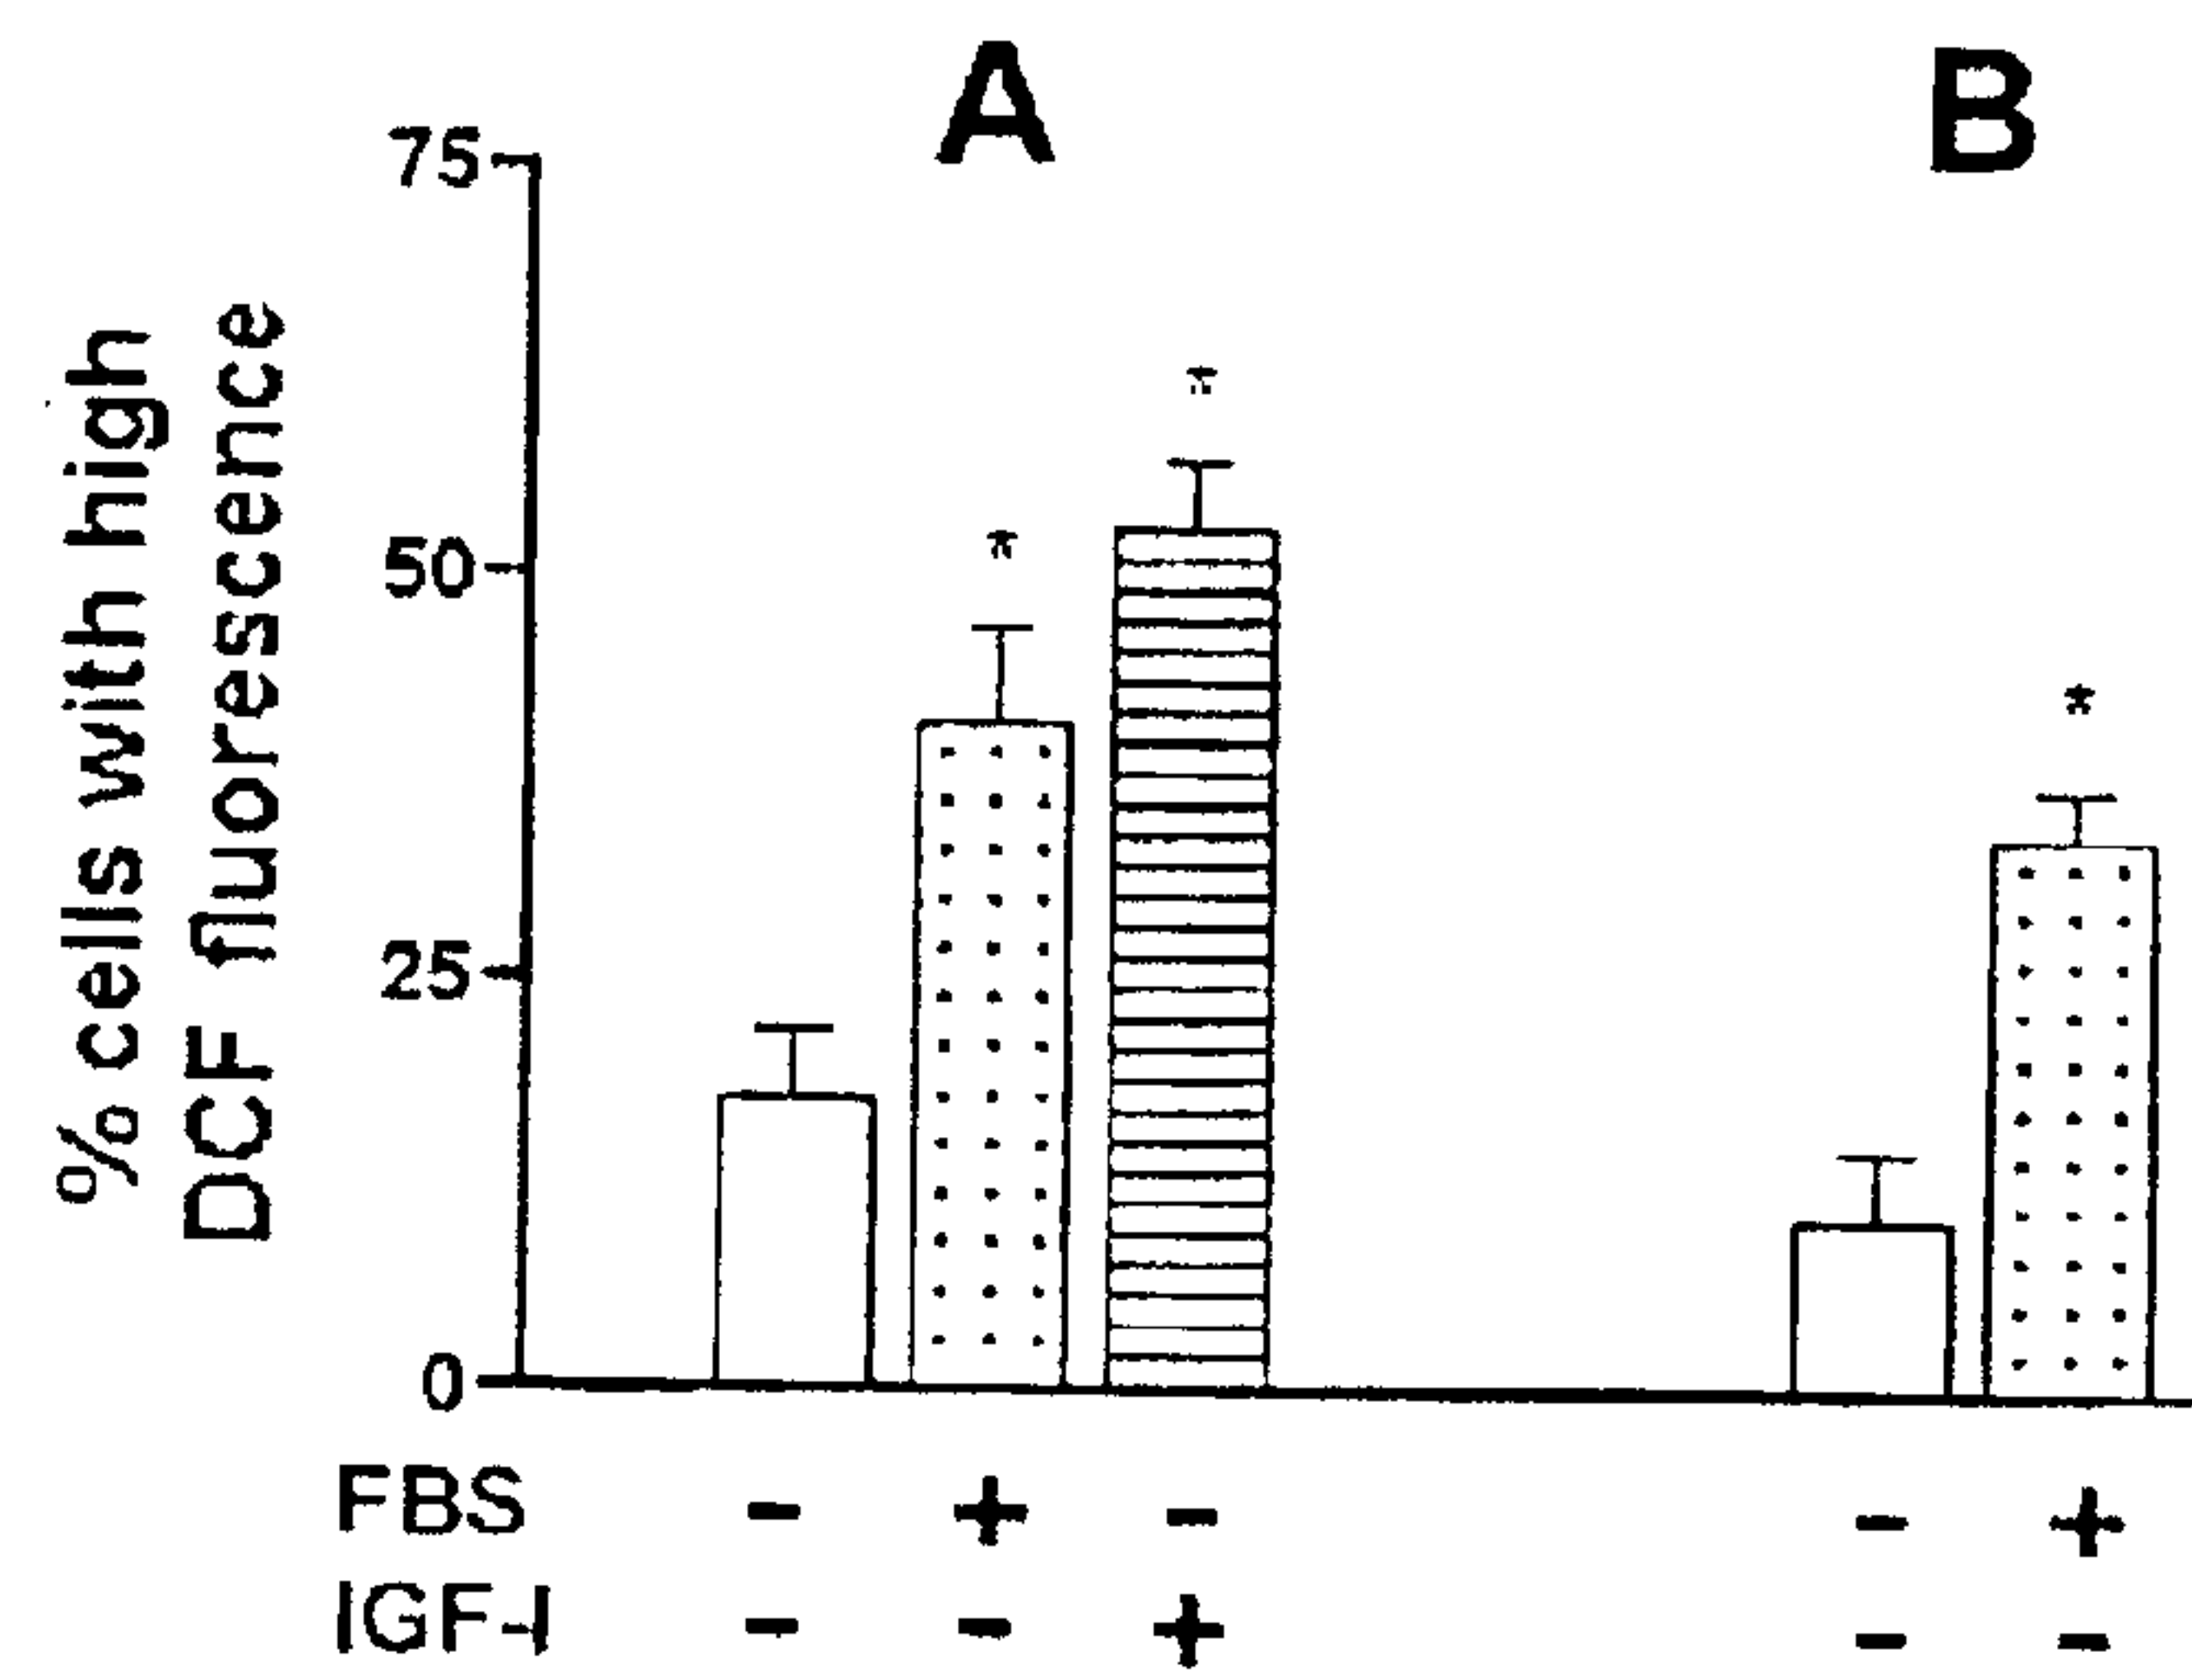 A B
% cells with high
DCF fluorescence
75
50
25
0
* * *
FBS - + - - +
IGF-I - - + - -